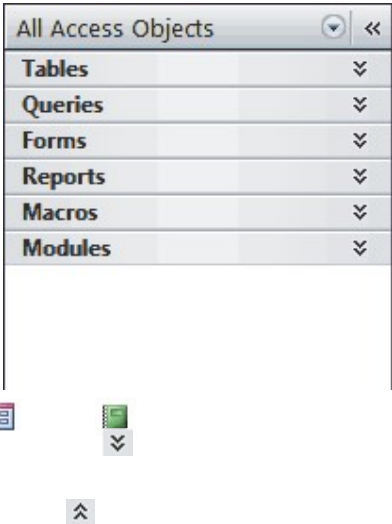 All Access Objects
Tables
Queries
Forms
Reports
Macros
Modules